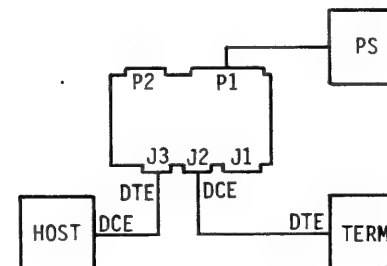 PS
P2 P1
J3 J2 J1
DTE DCE
HOST DCE DTE TERM